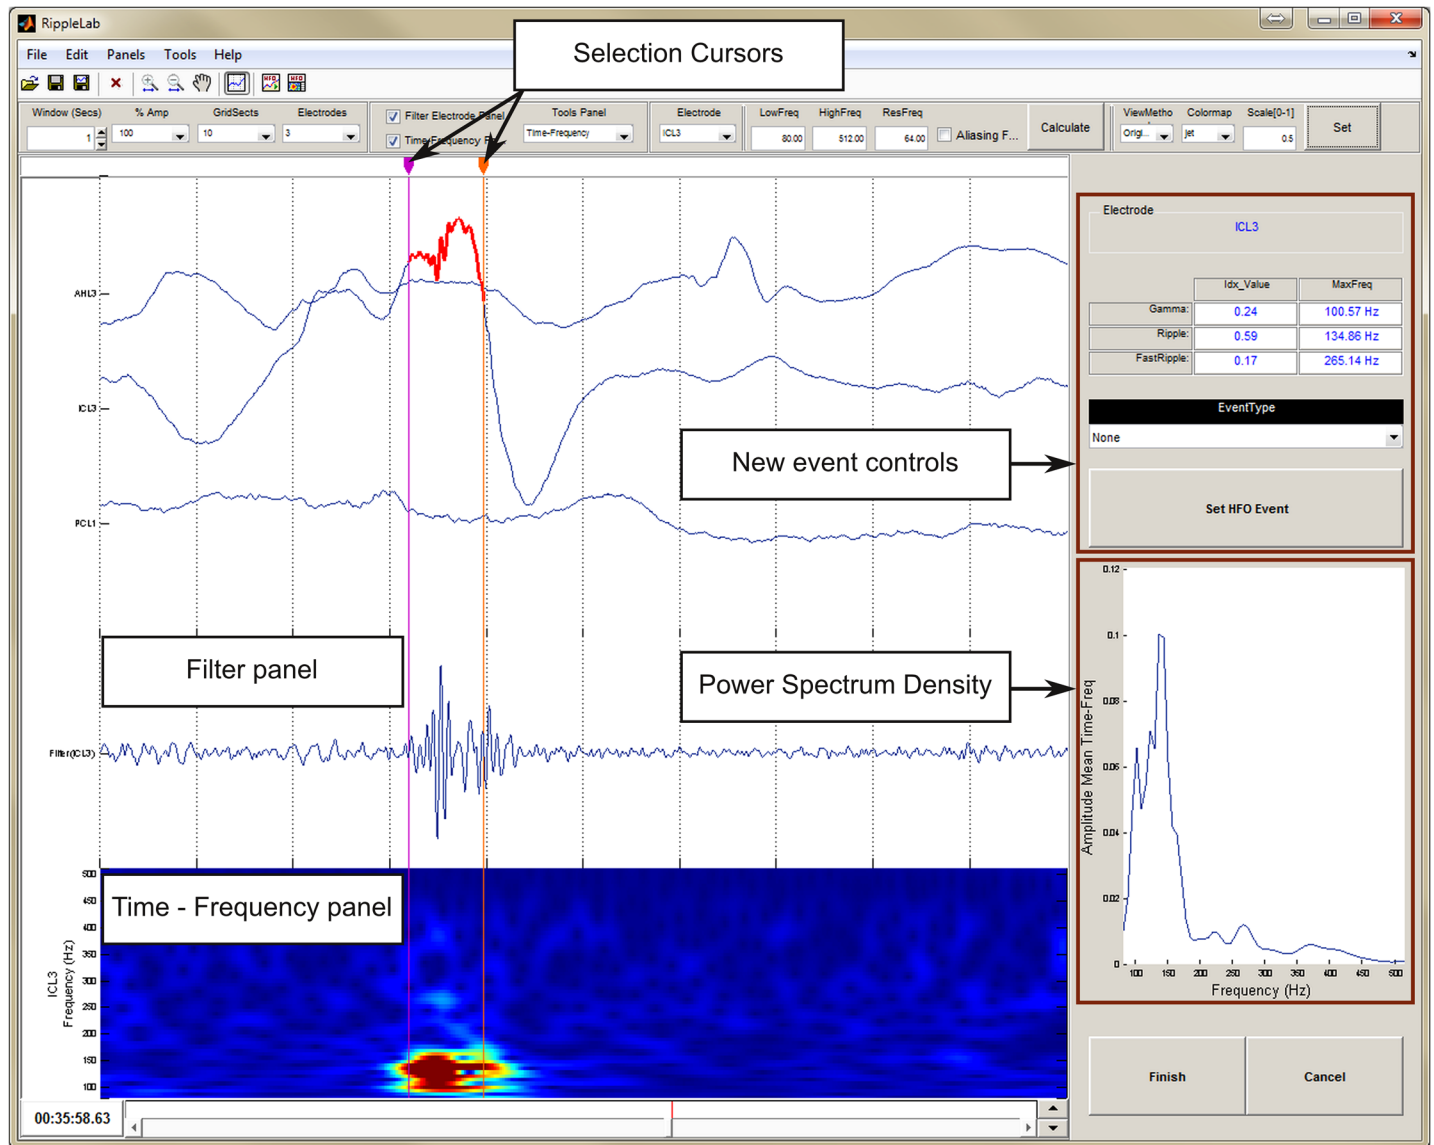 RippleLab
File Edit Panels Tools Help
Selection Cursors
Window (Secs) % Amp GridSects Electrodes
1 100 10 3
Filter Electrode Panel
Time-Frequency
Tools Panel
Time-Frequency
Electrode
ICL3
LowFreq HighFreq ResFreq
80.00 512.00 64.00
Aliasing F...
Calculate
ViewMetho Colormap Scale[0-1]
Origi... jet 0.5
Set
AHL3
ICL3
PCL1
Filter panel
Filter(ICL3)
Time - Frequency panel
ICL3
Frequency (Hz)
500
450
400
350
300
250
200
150
100
00:35:58.63
Electrode
ICL3
Idx_Value MaxFreq
Gamma: 0.24 100.57 Hz
Ripple: 0.59 134.86 Hz
FastRipple: 0.17 265.14 Hz
EventType
None
New event controls
Set HFO Event
Power Spectrum Density
Amplitude Mean Time-Freq
0.12
0.1
0.08
0.06
0.04
0.02
0
100 150 200 250 300 350 400 450 500
Frequency (Hz)
Finish Cancel